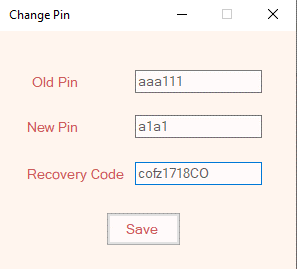 Change Pin
Old Pin aaa111
New Pin a1a1
Recovery Code cofz1718CO
Save